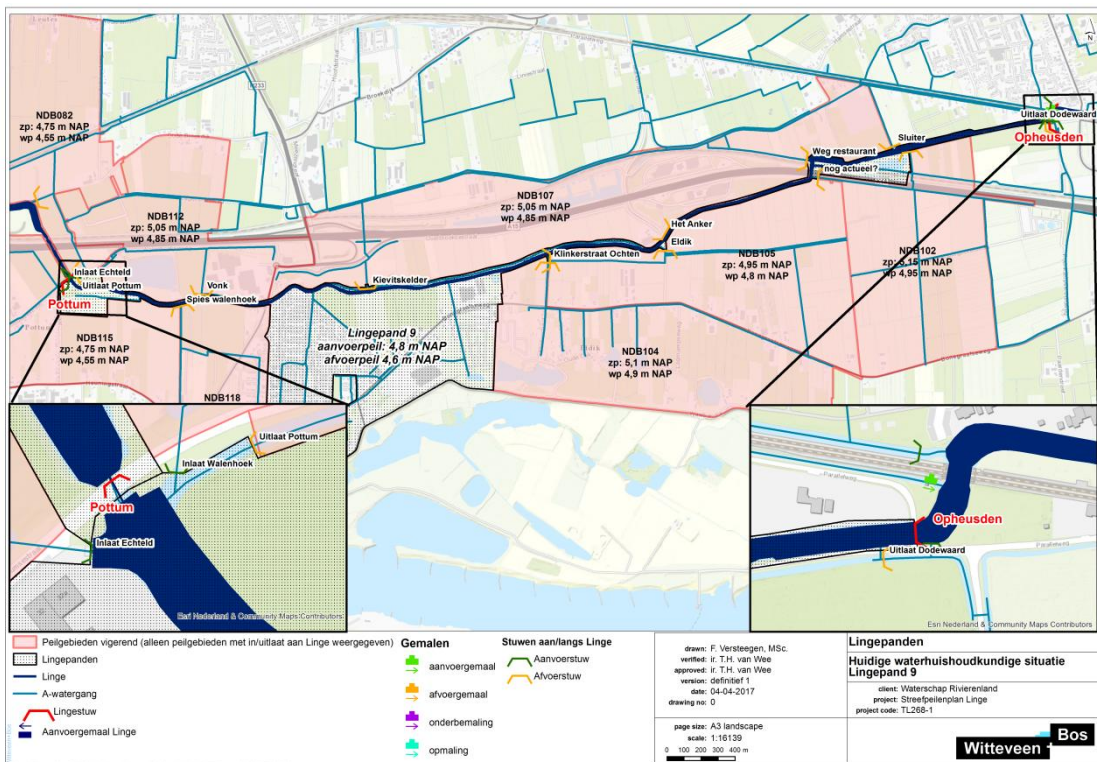 NDB082
zp: 4,75 m NAP
wp 4,55 m NAP
NDB112
zp: 5,05 m NAP
wp 4,85 m NAP
NDB107
zp: 5,05 m NAP
wp 4,85 m NAP
Weg restaurant
nog actueel?
Sluiter
Uitlaat Dodewaard
Opheusden
N
Het Anker
Eldik
Klinkerstraat Ochten
Kievitskelder
Vonk
Spies walenhoek
Inlaat Echteld
Uitlaat Pottum
Pottum
NDB105
zp: 4,95 m NAP
wp 4,8 m NAP
NDB102
zp: 5,15 m NAP
wp 4,95 m NAP
NDB115
zp: 4,75 m NAP
wp 4,55 m NAP
Lingepand 9
aanvoerpeil: 4,8 m NAP
afvoerpeil 4,6 m NAP
NDB104
zp: 5,1 m NAP
wp 4,9 m NAP
NDB118
Uitlaat Pottum
Inlaat Walenhoek
Pottum
Inlaat Echteld
Esri Nederland & Community Maps Contributors
Parallelweg
Opheusden
Uitlaat Dodewaard
Parallelweg
Esri Nederland & Community Maps Contributors
Peilgebieden vigerend (alleen peilgebieden met in/uitlaat aan Linge weergegeven)
Lingepanden
Linge
A-watergang
Lingestuw
Aanvoergemaal Linge
Gemalen
aanvoergemaal
afvoergemaal
onderbemaling
opmaling
Stuwen aan/langs Linge
Aanvoerstuw
Afvoerstuw
drawn: F. Versteegen, MSc.
verified: ir. T.H. van Wee
approved: ir. T.H. van Wee
version: definitief 1
date: 04-04-2017
drawing no: 0
page size: A3 landscape
scale: 1:16139
0 100 200 300 400 m
Lingepanden
Huidige waterhuishoudkundige situatie
Lingepand 9
client: Waterschap Rivierenland
project: Streefpeilenplan Linge
project code: TL268-1
Witteveen + Bos